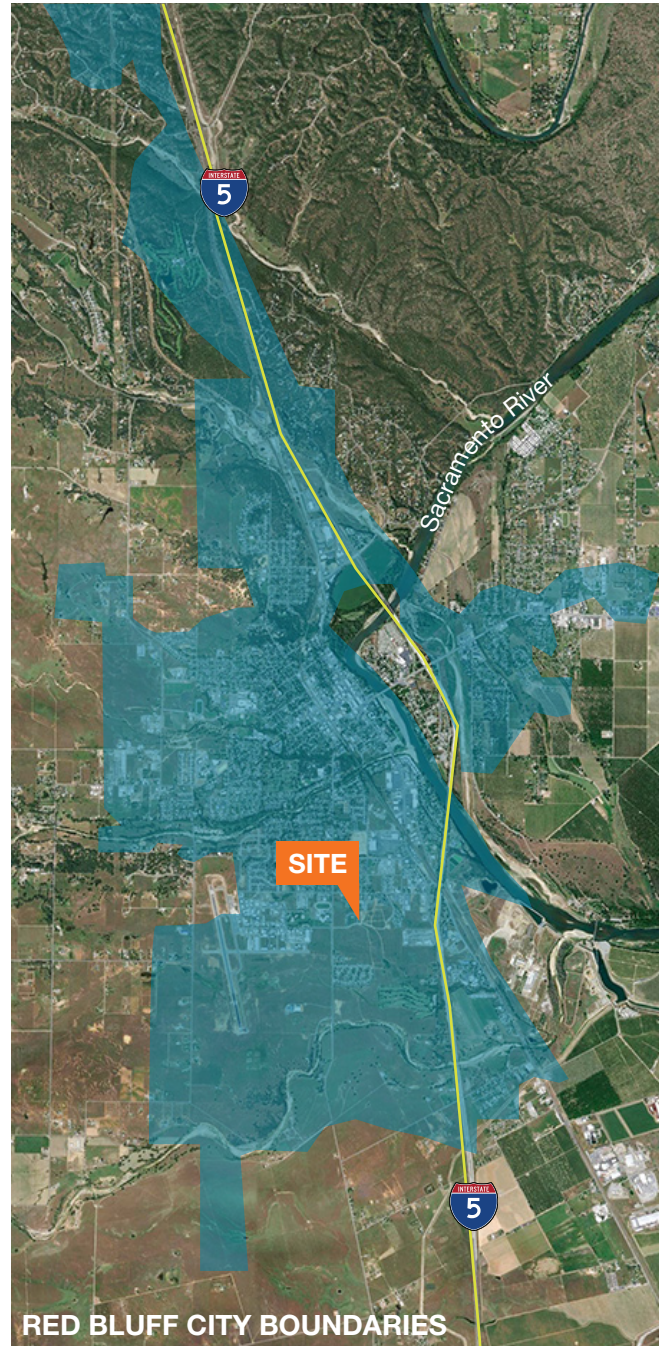 INTERSTATE
5
Sacramento River
SITE
INTERSTATE
5
RED BLUFF CITY BOUNDARIES